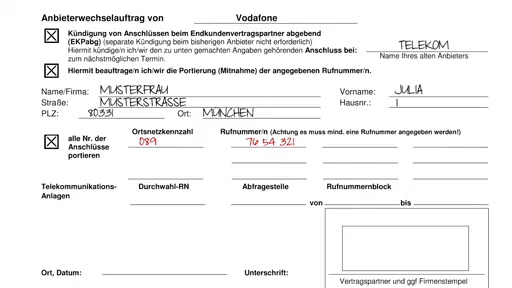 Anbieterwechselauftrag von Vodafone
Kündigung von Anschlüssen beim Endkundenvertragspartner abgebend
(EKPabg) (separate Kündigung beim bisherigen Anbieter nicht erforderlich)
Hiermit kündige/n ich/wir den zu unten gemachten Angaben gehörenden Anschluss bei: TELEKOM
zum nächstmöglichen Termin. Name Ihres alten Anbieters
Hiermit beauftrage/n ich/wir die Portierung (Mitnahme) der angegebenen Rufnummer/n.
Name/Firma: MUSTERFRAU Vorname: JULIA
Straße: MUSTERSTRASSE Hausnr.: 1
PLZ: 80331 Ort: MÜNCHEN
Ortsnetzkennzahl Rufnummer/n (Achtung es muss mind. eine Rufnummer angegeben werden!)
alle Nr. der Anschlüsse portieren 089 76 54 321
Telekommunikations-Anlagen Durchwahl-RN Abfragestelle Rufnummernblock
von bis
Ort, Datum: Unterschrift:
Vertragspartner und ggf Firmenstempel